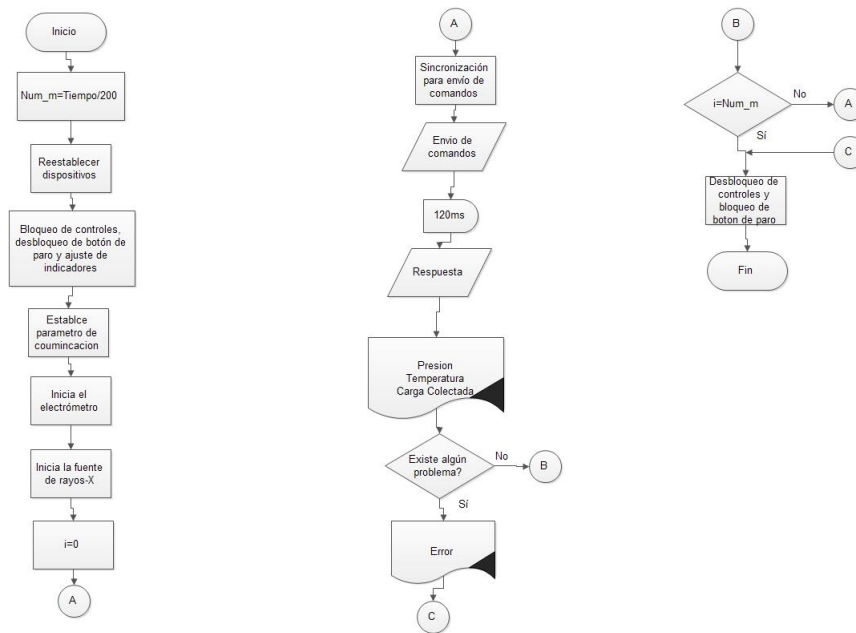 Inicio
Num_m=Tiempo/200
Reestablecer
dispositivos
Bloqueo de controles,
desbloqueo de botón de
paro y ajuste de
indicadores
Establce
parametro de
coumincacion
Inicia el
electrómetro
Inicia la fuente
de rayos-X
i=0
A
A
Sincronización
para envío de
comandos
Envio de
comandos
120ms
Respuesta
Presion
Temperatura
Carga Colectada
Existe algún
problema?
No
B
Sí
Error
C
B
i=Num_m
No
A
Sí
C
Desbloqueo de
controles y
bloqueo de
boton de paro
Fin